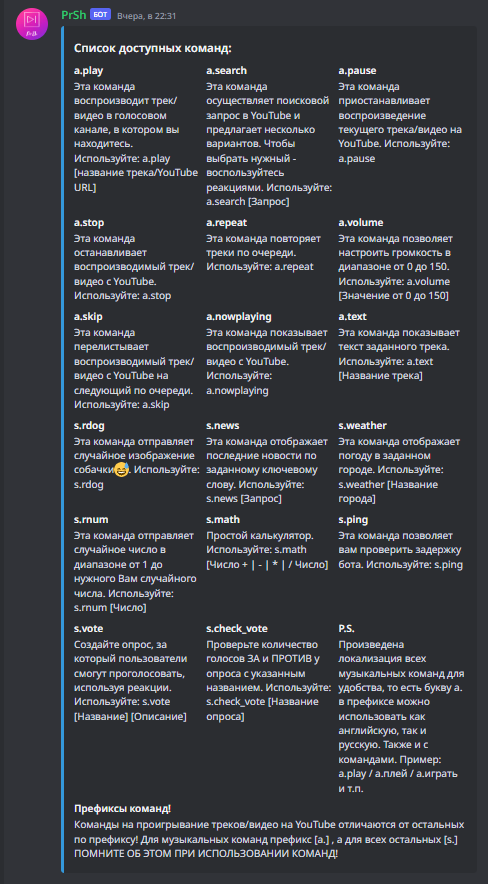 PrSh БОТ Вчера, в 22:31
Список доступных команд:
a.play
Эта команда
воспроизводит трек/
видео в голосовом
канале, в котором вы
находитесь.
Используйте: a.play
[название трека/YouTube
URL]
a.search
Эта команда
осуществляет поисковой
запрос в YouTube и
предлагает несколько
вариантов. Чтобы
выбрать нужный -
воспользуйтесь
реакциями. Используйте:
a.search [Запрос]
a.pause
Эта команда
приостанавливает
воспроизведение
текущего трека/видео на
YouTube. Используйте:
a.pause
a.stop
Эта команда
останавливает
воспроизводимый трек/
видео с YouTube.
Используйте: a.stop
a.repeat
Эта команда повторяет
треки по очереди.
Используйте: a.repeat
a.volume
Эта команда позволяет
настроить громкость в
диапазоне от 0 до 150.
Используйте: a.volume
[Значение от 0 до 150]
a.skip
Эта команда
перелистывает
воспроизводимый трек/
видео с YouTube на
следующий по очереди.
Используйте: a.skip
a.nowplaying
Эта команда показывает
воспроизводимый трек/
видео с YouTube.
Используйте:
a.nowplaying
a.text
Эта команда показывает
текст заданного трека.
Используйте: a.text
[Название трека]
s.rdog
Эта команда отправляет
случайное изображение
собачки😅. Используйте:
s.rdog
s.news
Эта команда отображает
последние новости по
заданному ключевому
слову. Используйте:
s.news [Запрос]
s.weather
Эта команда отображает
погоду в заданном
городе. Используйте:
s.weather [Название
города]
s.rnum
Эта команда отправляет
случайное число в
диапазоне от 1 до
нужного Вам случайного
числа. Используйте:
s.rnum [Число]
s.math
Простой калькулятор.
Используйте: s.math
[Число + | - | * | / Число]
s.ping
Эта команда позволяет
вам проверить задержку
бота. Используйте: s.ping
s.vote
Создайте опрос, за
который пользователи
смогут проголосовать,
используя реакции.
Используйте: s.vote
[Название] [Описание]
s.check_vote
Проверьте количество
голосов ЗА и ПРОТИВ у
опроса с указанным
названием. Используйте:
s.check_vote [Название
опроса]
P.S.
Произведена
локализация всех
музыкальных команд для
удобства, то есть букву a.
в префиксе можно
использовать как
английскую, так и
русскую. Также и с
командами. Пример:
a.play / а.плей / а.играть
и т.п.
Префиксы команд!
Команды на проигрывание треков/видео на YouTube отличаются от остальных
по префиксу! Для музыкальных команд префикс [a.] , а для всех остальных [s.]
ПОМНИТЕ ОБ ЭТОМ ПРИ ИСПОЛЬЗОВАНИИ КОМАНД!